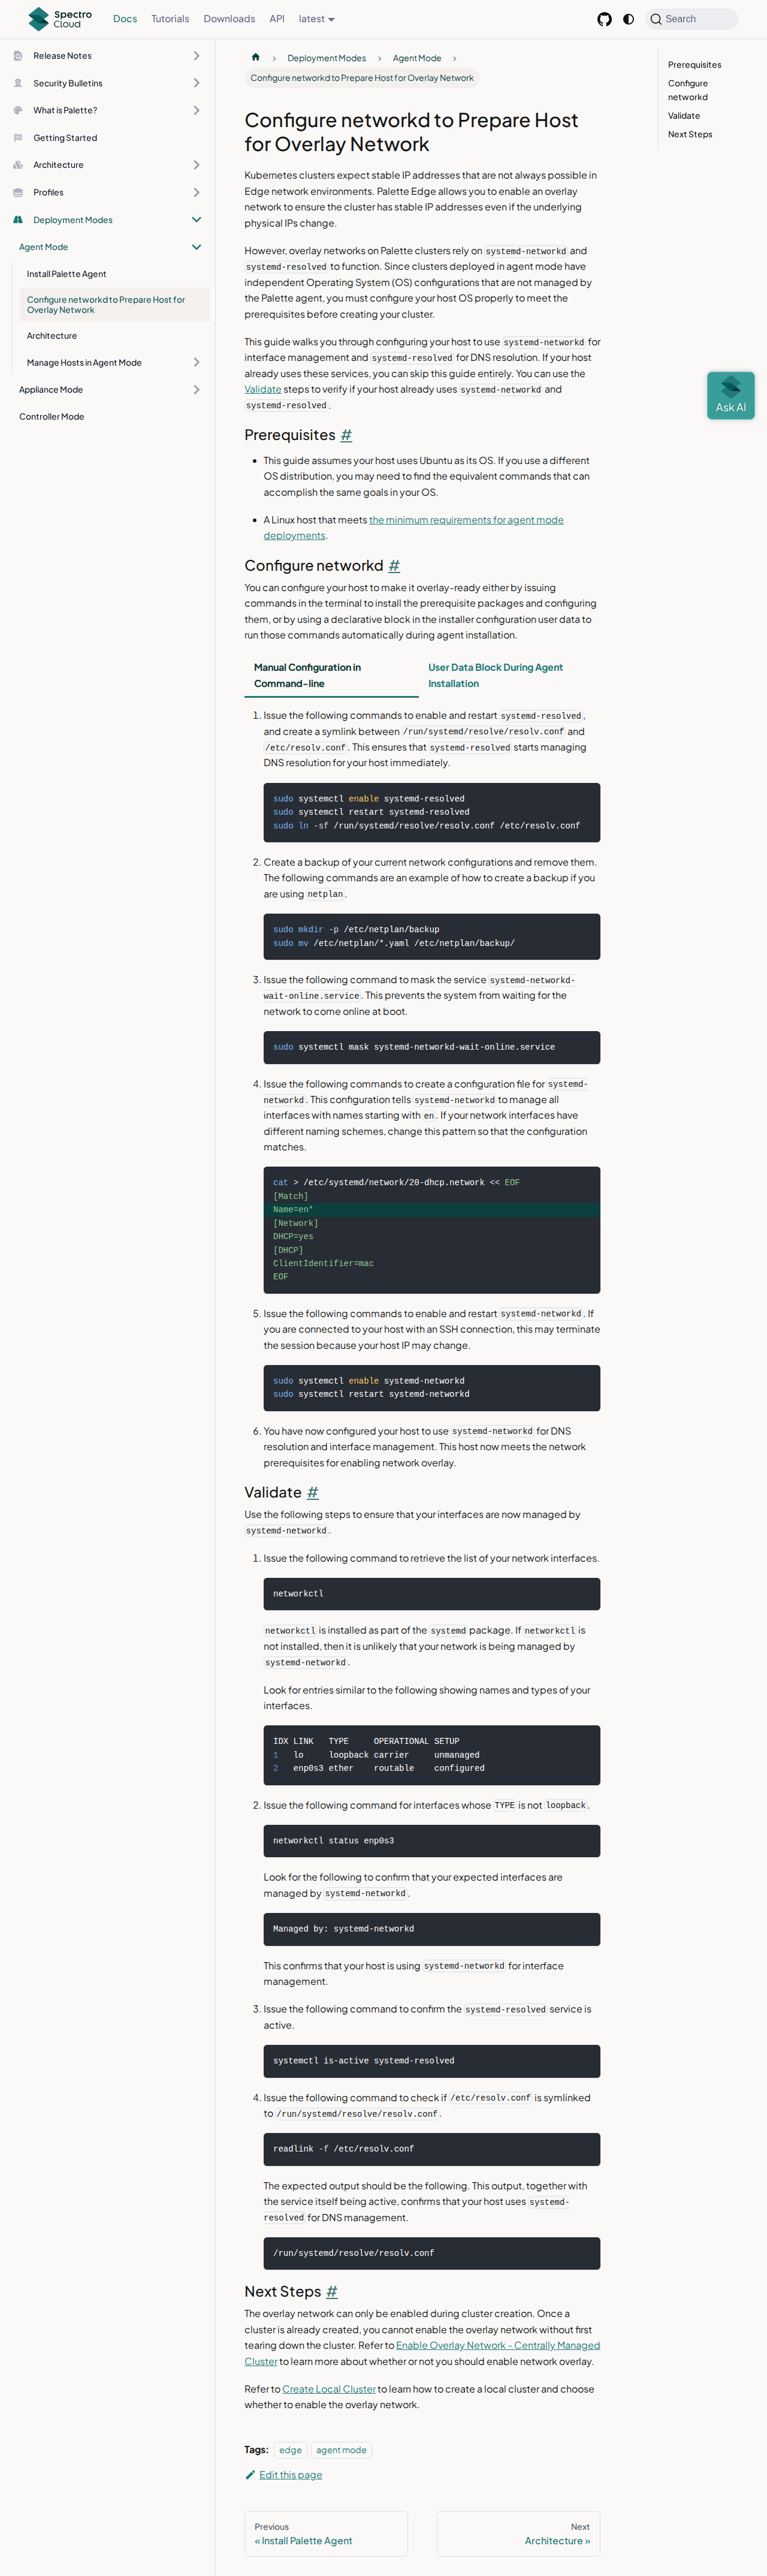 Spectro Cloud
Docs
Tutorials
Downloads
API
latest
Search
Release Notes
Security Bulletins
What is Palette?
Getting Started
Architecture
Profiles
Deployment Modes
Agent Mode
Install Palette Agent
Configure networkd to Prepare Host for
Overlay Network
Architecture
Manage Hosts in Agent Mode
Appliance Mode
Controller Mode
Deployment Modes
Agent Mode
Configure networkd to Prepare Host for Overlay Network
Configure networkd to Prepare Host
for Overlay Network
Kubernetes clusters expect stable IP addresses that are not always possible in
Edge network environments. Palette Edge allows you to enable an overlay
network to ensure the cluster has stable IP addresses even if the underlying
physical IPs change.
However, overlay networks on Palette clusters rely on systemd-networkd and
systemd-resolved to function. Since clusters deployed in agent mode have
independent Operating System (OS) configurations that are not managed by
the Palette agent, you must configure your host OS properly to meet the
prerequisites before creating your cluster.
This guide walks you through configuring your host to use systemd-networkd for
interface management and systemd-resolved for DNS resolution. If your host
already uses these services, you can skip this guide entirely. You can use the
Validate steps to verify if your host already uses systemd-networkd and
systemd-resolved.
Prerequisites #
This guide assumes your host uses Ubuntu as its OS. If you use a different
OS distribution, you may need to find the equivalent commands that can
accomplish the same goals in your OS.
A Linux host that meets the minimum requirements for agent mode
deployments.
Configure networkd #
You can configure your host to make it overlay-ready either by issuing
commands in the terminal to install the prerequisite packages and configuring
them, or by using a declarative block in the installer configuration user data to
run those commands automatically during agent installation.
Manual Configuration in
Command-line
User Data Block During Agent
Installation
1. Issue the following commands to enable and restart systemd-resolved,
and create a symlink between /run/systemd/resolve/resolv.conf and
/etc/resolv.conf. This ensures that systemd-resolved starts managing
DNS resolution for your host immediately.
sudo systemctl enable systemd-resolved
sudo systemctl restart systemd-resolved
sudo ln -sf /run/systemd/resolve/resolv.conf /etc/resolv.conf
2. Create a backup of your current network configurations and remove them.
The following commands are an example of how to create a backup if you
are using netplan.
sudo mkdir -p /etc/netplan/backup
sudo mv /etc/netplan/*.yaml /etc/netplan/backup/
3. Issue the following command to mask the service systemd-networkd-
wait-online.service. This prevents the system from waiting for the
network to come online at boot.
sudo systemctl mask systemd-networkd-wait-online.service
4. Issue the following commands to create a configuration file for systemd-
networkd. This configuration tells systemd-networkd to manage all
interfaces with names starting with en. If your network interfaces have
different naming schemes, change this pattern so that the configuration
matches.
cat > /etc/systemd/network/20-dhcp.network << EOF
[Match]
Name=en*
[Network]
DHCP=yes
[DHCP]
ClientIdentifier=mac
EOF
5. Issue the following commands to enable and restart systemd-networkd. If
you are connected to your host with an SSH connection, this may terminate
the session because your host IP may change.
sudo systemctl enable systemd-networkd
sudo systemctl restart systemd-networkd
6. You have now configured your host to use systemd-networkd for DNS
resolution and interface management. This host now meets the network
prerequisites for enabling network overlay.
Validate #
Use the following steps to ensure that your interfaces are now managed by
systemd-networkd.
1. Issue the following command to retrieve the list of your network interfaces.
networkctl
networkctl is installed as part of the systemd package. If networkctl is
not installed, then it is unlikely that your network is being managed by
systemd-networkd.
Look for entries similar to the following showing names and types of your
interfaces.
IDX LINK   TYPE     OPERATIONAL SETUP
1   lo     loopback carrier     unmanaged
2   enp0s3 ether    routable    configured
2. Issue the following command for interfaces whose TYPE is not loopback.
networkctl status enp0s3
Look for the following to confirm that your expected interfaces are
managed by systemd-networkd.
Managed by: systemd-networkd
This confirms that your host is using systemd-networkd for interface
management.
3. Issue the following command to confirm the systemd-resolved service is
active.
systemctl is-active systemd-resolved
4. Issue the following command to check if /etc/resolv.conf is symlinked
to /run/systemd/resolve/resolv.conf.
readlink -f /etc/resolv.conf
The expected output should be the following. This output, together with
the service itself being active, confirms that your host uses systemd-
resolved for DNS management.
/run/systemd/resolve/resolv.conf
Next Steps #
The overlay network can only be enabled during cluster creation. Once a
cluster is already created, you cannot enable the overlay network without first
tearing down the cluster. Refer to Enable Overlay Network - Centrally Managed
Cluster to learn more about whether or not you should enable network overlay.
Refer to Create Local Cluster to learn how to create a local cluster and choose
whether to enable the overlay network.
Tags: edge agent mode
Edit this page
Previous
« Install Palette Agent
Next
Architecture »
Prerequisites
Configure
networkd
Validate
Next Steps
Ask AI